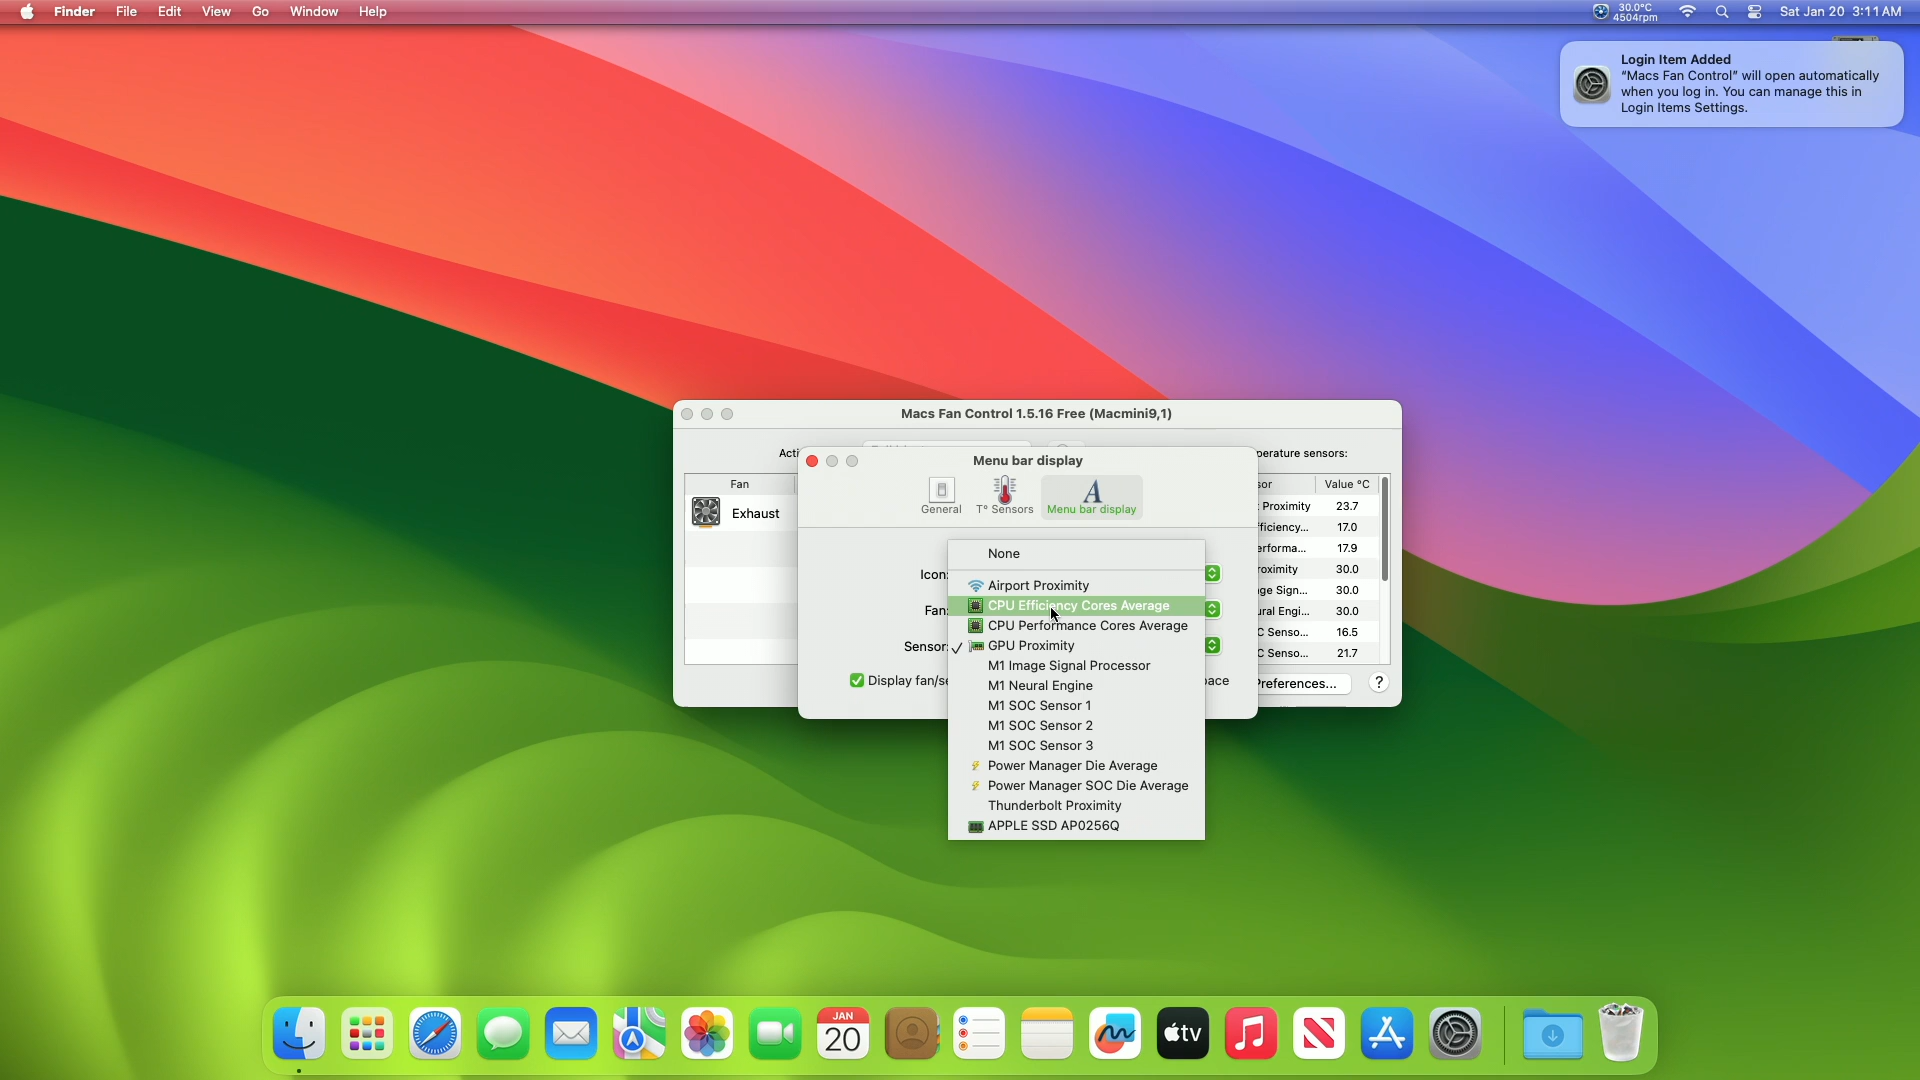 Finder File Edit View Go Window Help
30.0°C
4504rpm
Sat Jan 20 3:11 AM
Login Item Added
“Macs Fan Control” will open automatically
when you log in. You can manage this in
Login Items Settings.
Macs Fan Control 1.5.16 Free (Macmini9,1)
Acti
perature sensors:
Fan
Exhaust
sor Value °C
t Proximity 23.7
fficiency... 17.0
erforma... 17.9
roximity 30.0
ge Sign... 30.0
ural Engi... 30.0
C Senso... 16.5
C Senso... 21.7
Preferences...
?
Menu bar display
General
T° Sensors
Menu bar display
Icon:
Fan:
Sensor:
Display fan/se
pace
None
Airport Proximity
CPU Efficiency Cores Average
CPU Performance Cores Average
GPU Proximity
M1 Image Signal Processor
M1 Neural Engine
M1 SOC Sensor 1
M1 SOC Sensor 2
M1 SOC Sensor 3
Power Manager Die Average
Power Manager SOC Die Average
Thunderbolt Proximity
APPLE SSD AP0256Q
JAN
20
tv